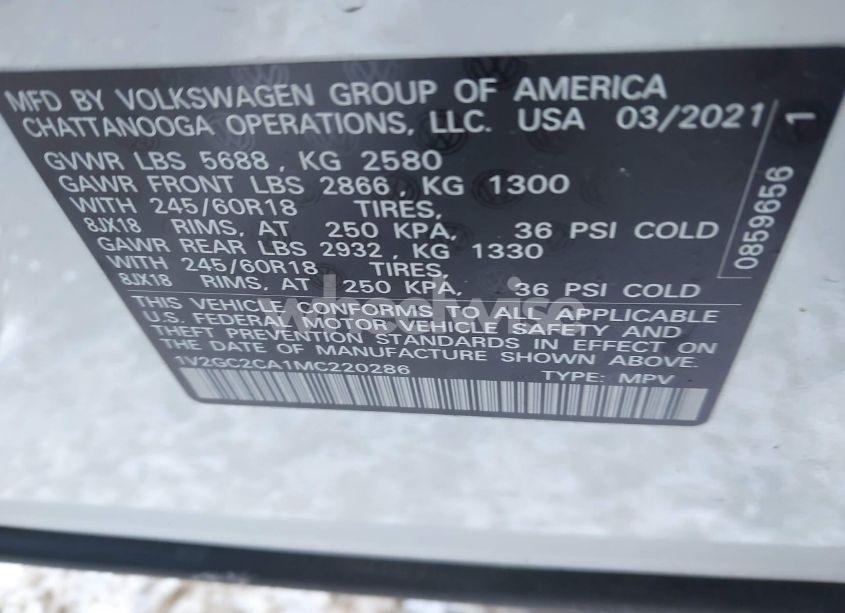 MFD BY VOLKSWAGEN GROUP OF AMERICA
CHATTANOOGA OPERATIONS, LLC. USA 03/2021
GVWR LBS 5688, KG 2580
GAWR FRONT LBS 2866, KG 1300
WITH 245/60R18 TIRES,
8JX18 RIMS, AT 250 KPA, 36 PSI COLD
GAWR REAR LBS 2932, KG 1330
WITH 245/60R18 TIRES,
8JX18 RIMS, AT 250 KPA, 36 PSI COLD
THIS VEHICLE CONFORMS TO ALL APPLICABLE
U.S. FEDERAL MOTOR VEHICLE SAFETY AND
THEFT PREVENTION STANDARDS IN EFFECT ON
THE DATE OF MANUFACTURE SHOWN ABOVE.
1V2GC2CA1MC220286 TYPE: MPV
0859656 1
wheelwise